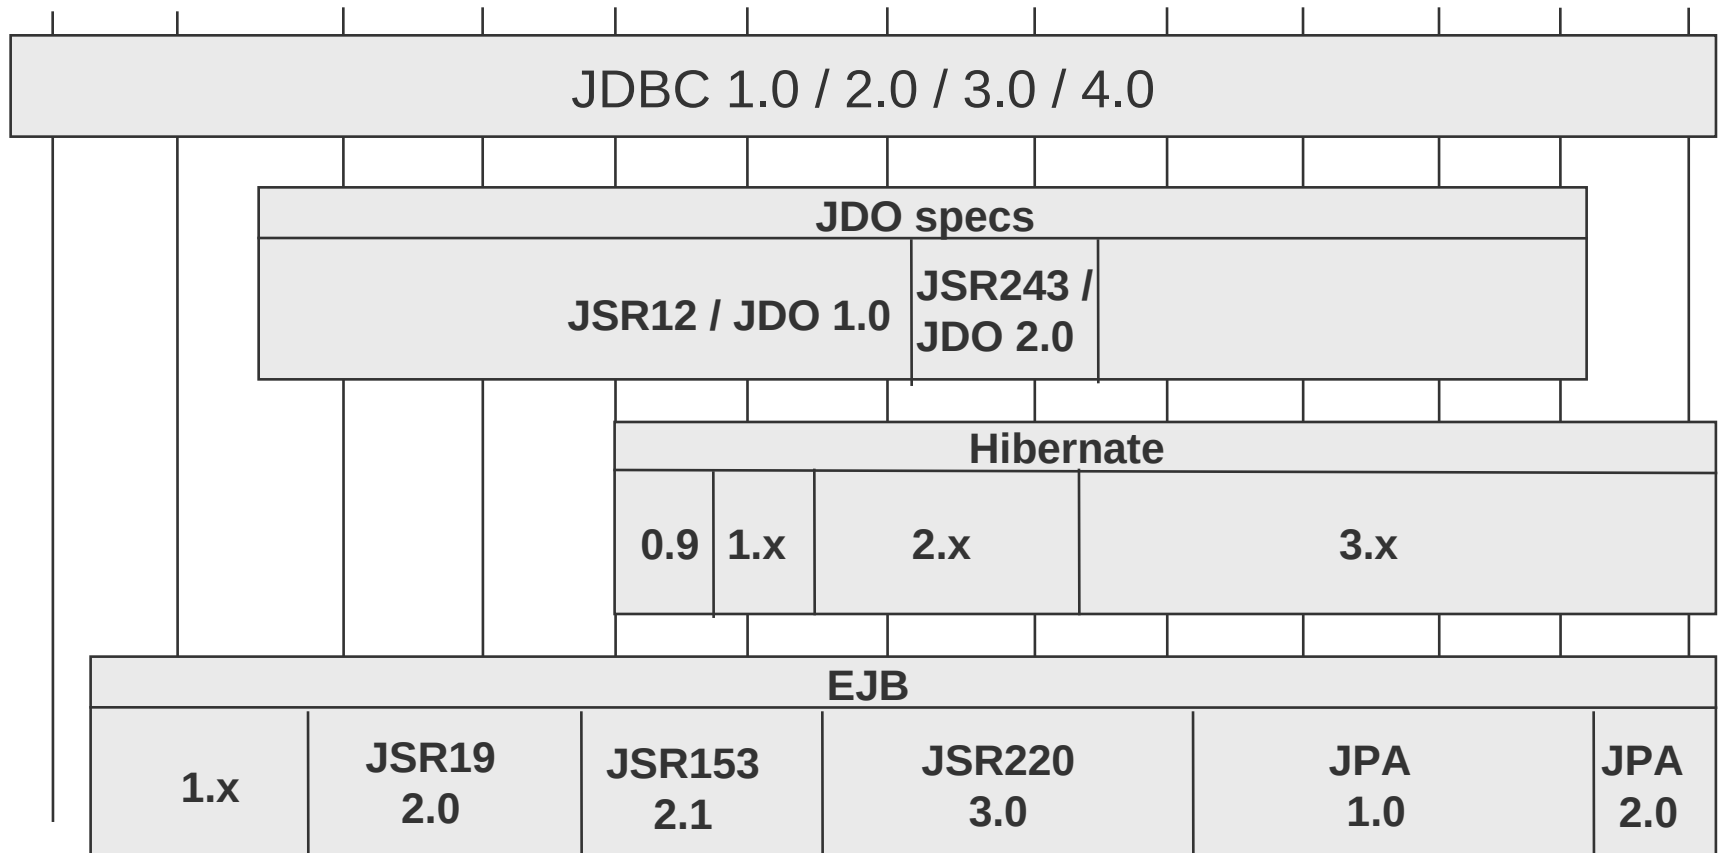 JDBC 1.0 / 2.0 / 3.0 / 4.0
JDO specs
JSR12 / JDO 1.0
JSR243 /
JDO 2.0
Hibernate
0.9
1.x
2.x
3.x
EJB
1.x
JSR19
2.0
JSR153
2.1
JSR220
3.0
JPA
1.0
JPA
2.0